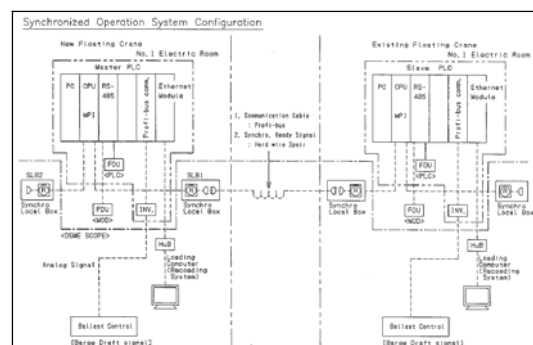 Synchronized Operation System Configuration
New Floating Crane
No.1 Electric Room
Master PLC
PC
CPU
MPI
RS-
485
Profi-bus comm.
Ethernet
Module
FDU
<PLC>
SLB2
Synchro
Local Box
FDU
<MOD>
INV.
SLB1
Synchro
Local Box
<DSME SCOPE>
HUB
Analog Signal
Loading
Computer
(Recoading
System)
Ballast Control
[Barge Draft signal]
1. Communication Cable
: Profi-bus
2. Synchro, Ready Signal
: Hard wire 2pair
Existing Floating Crane
No.1 Electric Room
Slave PLC
PC
CPU
MPI
RS-
485
Profi-bus comm.
Ethernet
Module
FDU
<PLC>
Synchro
Local Box
FDU
<MOD>
INV.
Synchro
Local Box
HUB
Loading
Computer
(Recoading
System)
Ballast Control
[Barge Draft signal]